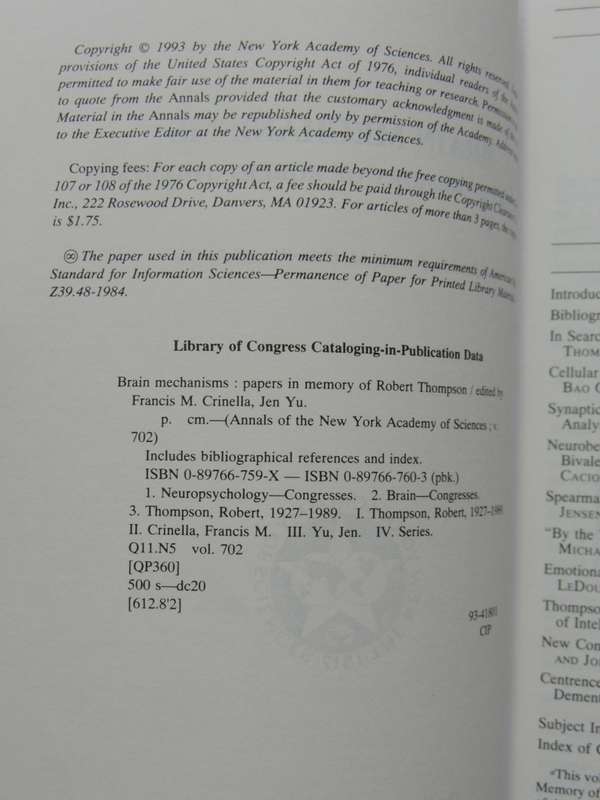 Copyright © 1993 by the New York Academy of Sciences. All rights reserved.
provisions of the United States Copyright Act of 1976, individual readers of the
permitted to make fair use of the material in them for teaching or research. Permission
to quote from the Annals provided that the customary acknowledgment is made of the
Material in the Annals may be republished only by permission of the Academy. Address
to the Executive Editor at the New York Academy of Sciences.
Copying fees: For each copy of an article made beyond the free copying permitted under
107 or 108 of the 1976 Copyright Act, a fee should be paid through the Copyright Clearance
Inc., 222 Rosewood Drive, Danvers, MA 01923. For articles of more than 3 pages, the
is $1.75.
♾ The paper used in this publication meets the minimum requirements of American
Standard for Information Sciences—Permanence of Paper for Printed Library
Z39.48-1984.
Library of Congress Cataloging-in-Publication Data
Brain mechanisms : papers in memory of Robert Thompson / edited by
Francis M. Crinella, Jen Yu.
p. cm.—(Annals of the New York Academy of Sciences ; v.
702)
Includes bibliographical references and index.
ISBN 0-89766-759-X — ISBN 0-89766-760-3 (pbk.)
1. Neuropsychology—Congresses. 2. Brain—Congresses.
3. Thompson, Robert, 1927–1989. I. Thompson, Robert, 1927–1989.
II. Crinella, Francis M. III. Yu, Jen. IV. Series.
Q11.N5 vol. 702
[QP360]
500 s—dc20
[612.8'2]
93-41801
CIP
Introduc
Bibliogr
In Searc
THOM
Cellular
BAO
Synaptic
Analy
Neurobe
Bivale
CACIO
Spearma
JENSEN
"By the
MICHA
Emotiona
LEDOU
Thompso
of Intel
New Con
AND JO
Centrence
Dement
Subject In
Index of C
ᵃThis vol
Memory of